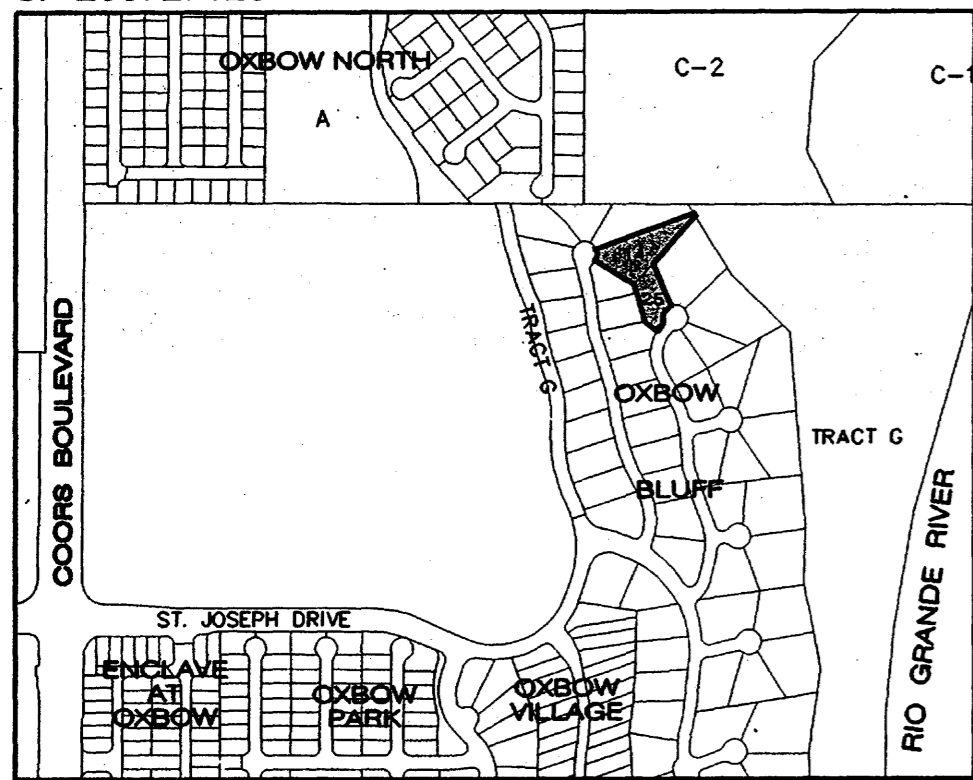 OXBOW NORTH
A
C-2
C-1
COORS BOULEVARD
TRACT G
OXBOW
BLUFF
TRACT G
RIO GRANDE RIVER
ST. JOSEPH DRIVE
ENCLAVE
AT
OXBOW
OXBOW
PARK
OXBOW
VILLAGE